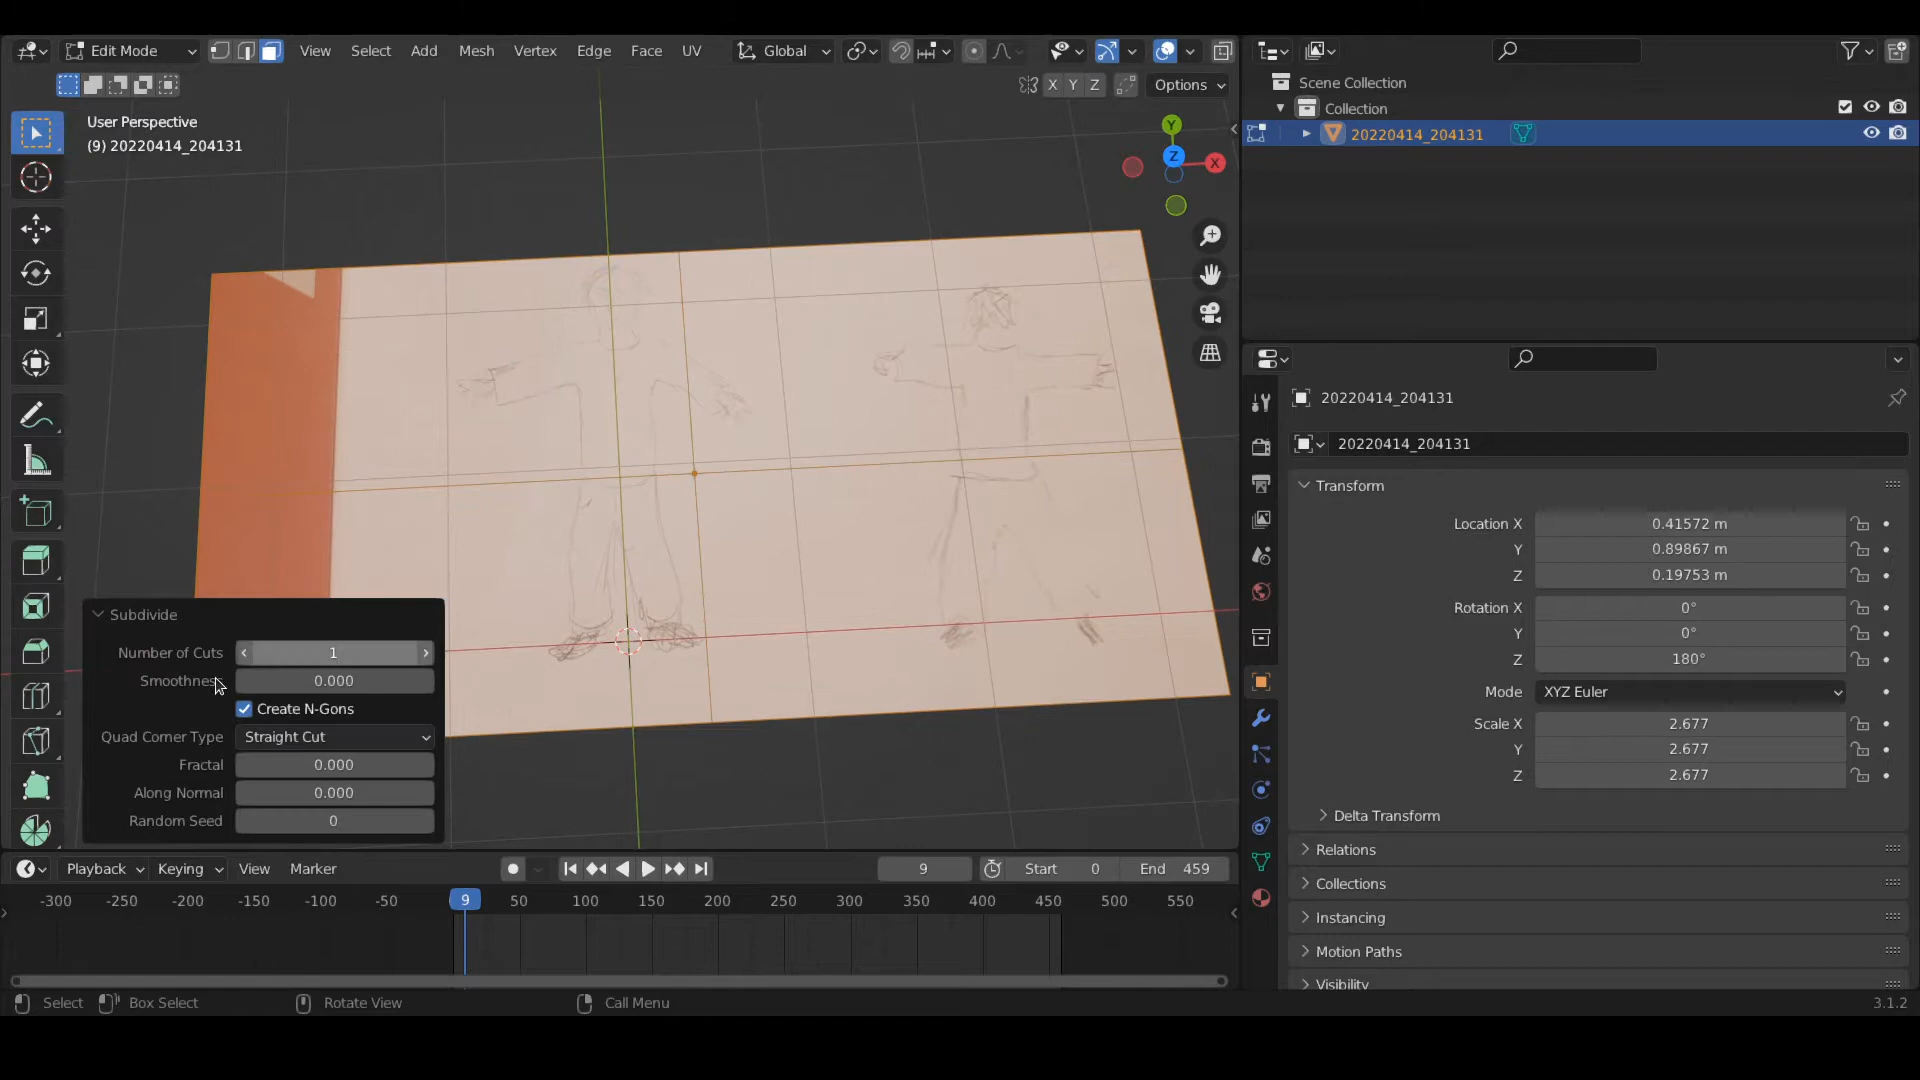 Edit Mode View Select Add Mesh Vertex Edge Face UV Global
X Y Z Options
User Perspective
(9) 20220414_204131
Y
Z
X
Scene Collection
Collection
20220414_204131
20220414_204131
20220414_204131
Transform
Location X 0.41572 m
Y 0.89867 m
Z 0.19753 m
Rotation X 0°
Y 0°
Z 180°
Mode XYZ Euler
Scale X 2.677
Y 2.677
Z 2.677
Delta Transform
Relations
Collections
Instancing
Motion Paths
Visibility
Subdivide
Number of Cuts 1
Smoothness 0.000
Create N-Gons
Quad Corner Type Straight Cut
Fractal 0.000
Along Normal 0.000
Random Seed 0
Playback Keying View Marker 9 Start 0 End 459
-300 -250 -200 -150 -100 -50 9 50 100 150 200 250 300 350 400 450 500 550
Select Box Select Rotate View Call Menu 3.1.2